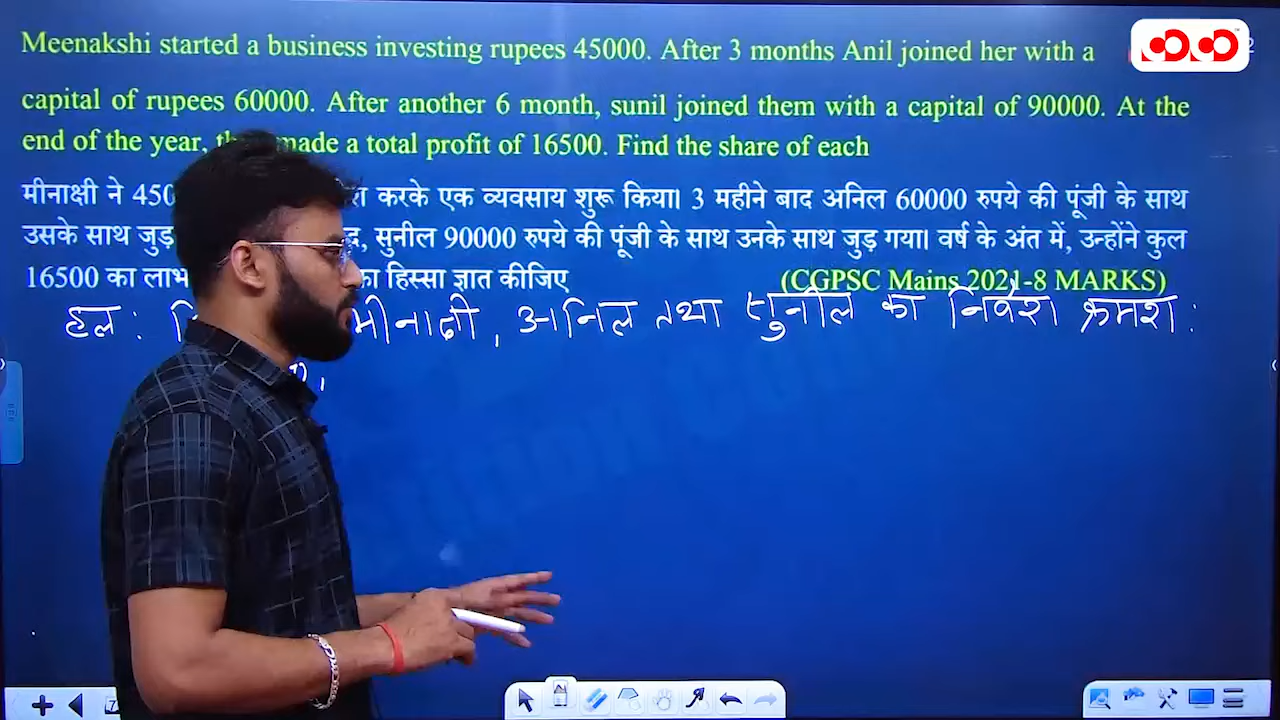 Meenakshi started a business investing rupees 45000. After 3 months Anil joined her with a
capital of rupees 60000. After another 6 month, sunil joined them with a capital of 90000. At the
end of the year, made a total profit of 16500. Find the share of each
मीनाक्षी ने करके एक व्यवसाय शुरू किया। 3 महीने बाद अनिल 60000 रुपये की पूंजी के साथ
उसके साथ जुड़ सुनील 90000 रुपये की पूंजी के साथ उनके साथ जुड़ गया। वर्ष के अंत में, उन्होंने कुल
16500 का लाभ हिस्सा ज्ञात कीजिए (CGPSC Mains 2021-8 MARKS)
हल : मीनाक्षी, अनिल तथा सुनील का निवेश क्रमश :